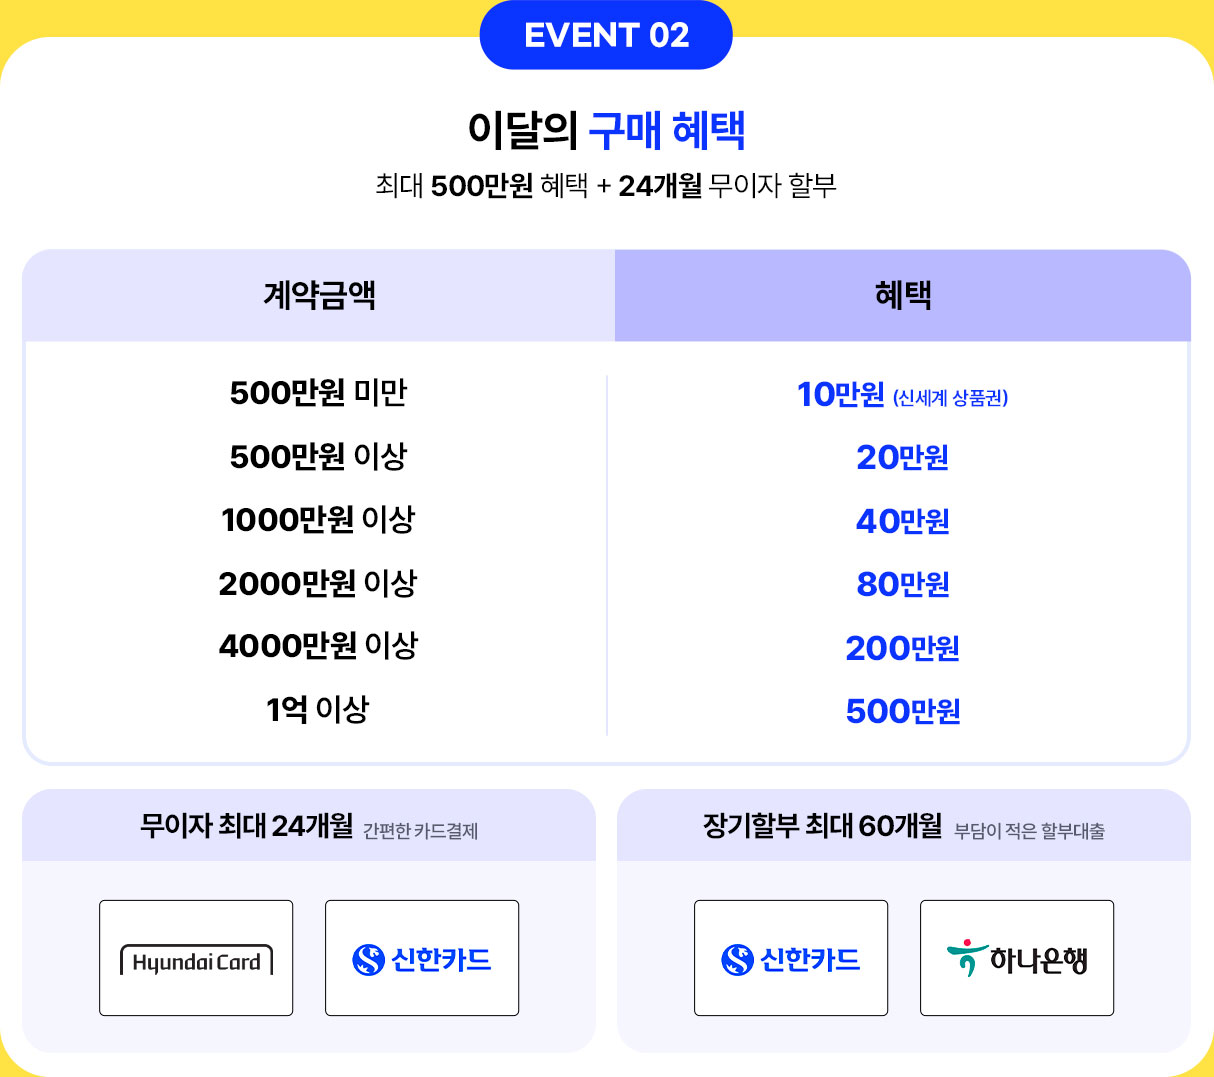 EVENT 02
이달의 구매 혜택
최대 500만원 혜택 + 24개월 무이자 할부
계약금액 혜택
500만원 미만 10만원 (신세계 상품권)
500만원 이상 20만원
1000만원 이상 40만원
2000만원 이상 80만원
4000만원 이상 200만원
1억 이상 500만원
무이자 최대 24개월 간편한 카드결제
Hyundai Card 신한카드
장기할부 최대 60개월 부담이 적은 할부대출
신한카드 하나은행